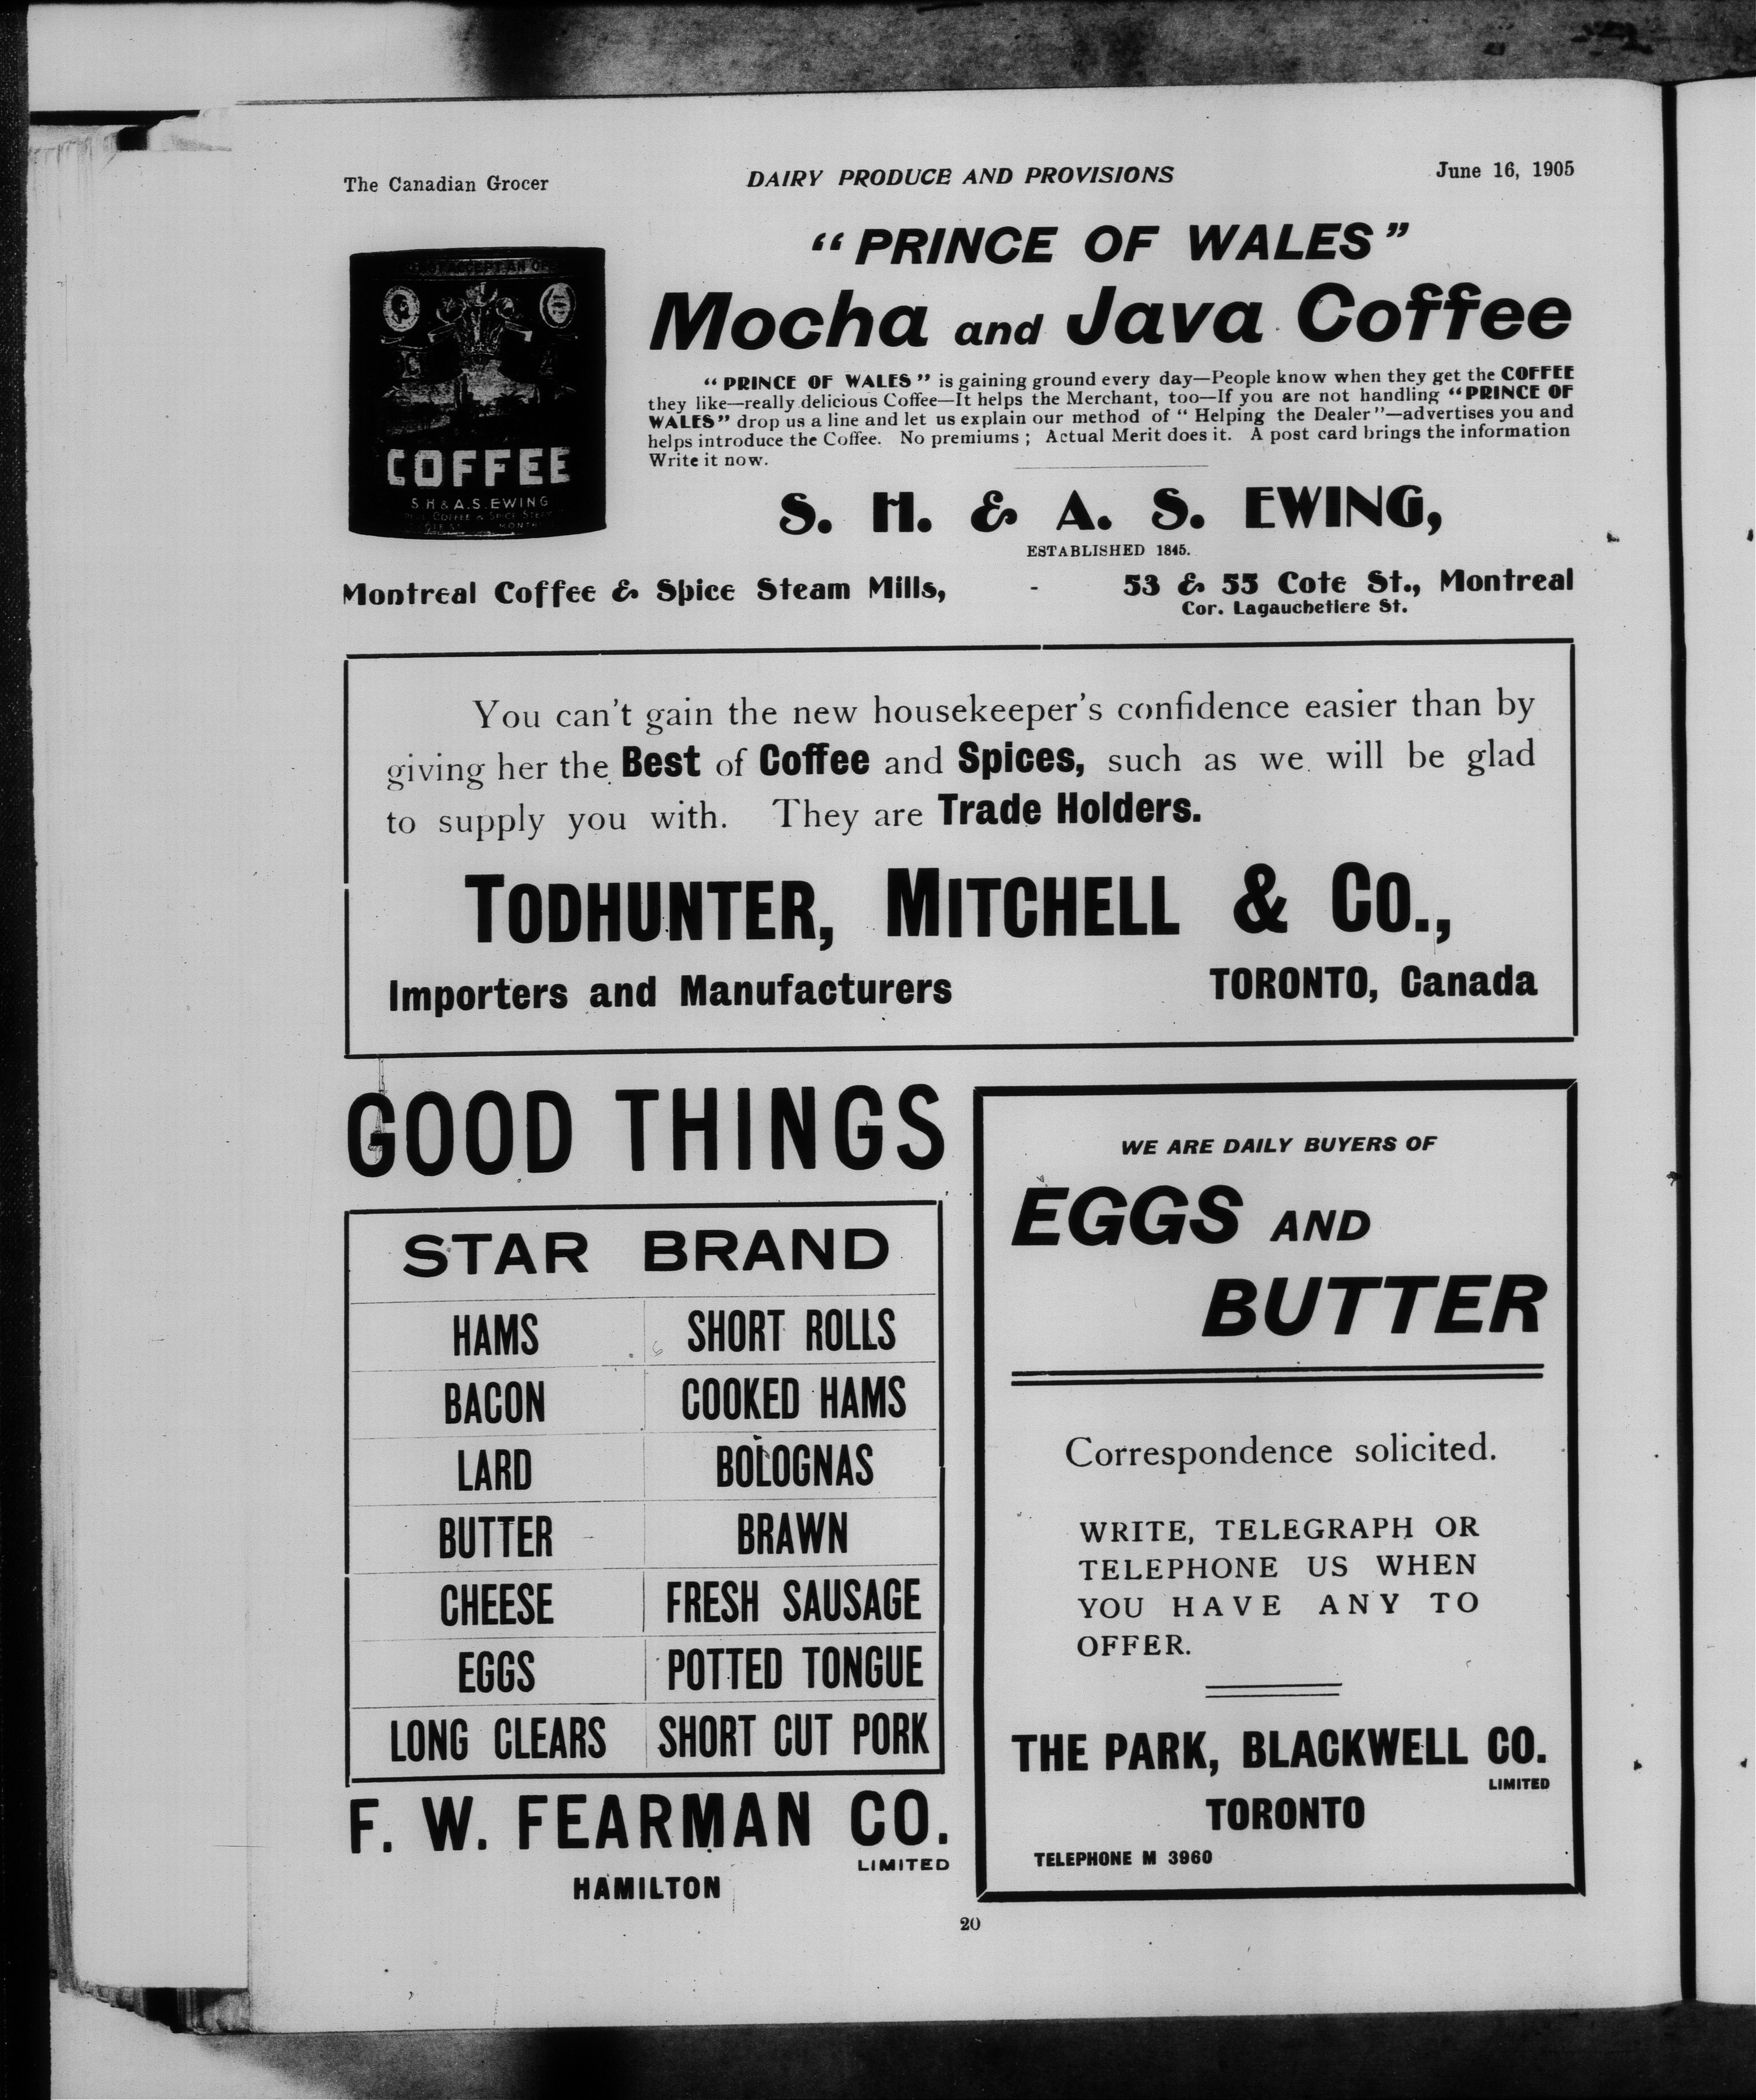 The Canadian Grocer
DAIRY PRODUCE AND PROVISIONS
June 16, 1905
COFFEE
S. H & A. S. EWING
"PRINCE OF WALES"
Mocha and Java Coffee
"PRINCE OF WALES" is gaining ground every day—People know when they get the COFFEE
they like—really delicious Coffee—It helps the Merchant, too—If you are not handling "PRINCE OF
WALES" drop us a line and let us explain our method of "Helping the Dealer"—advertises you and
helps introduce the Coffee. No premiums; Actual Merit does it. A post card brings the information
Write it now.
S. H. & A. S. EWING,
ESTABLISHED 1845.
Montreal Coffee & Spice Steam Mills, - 53 & 55 Cote St., Montreal
Cor. Lagauchetiere St.
You can't gain the new housekeeper's confidence easier than by
giving her the Best of Coffee and Spices, such as we will be glad
to supply you with. They are Trade Holders.
TODHUNTER, MITCHELL & CO.,
Importers and Manufacturers TORONTO, Canada
GOOD THINGS
STAR BRAND
HAMS SHORT ROLLS
BACON COOKED HAMS
LARD BOLOGNAS
BUTTER BRAWN
CHEESE FRESH SAUSAGE
EGGS POTTED TONGUE
LONG CLEARS SHORT CUT PORK
F. W. FEARMAN CO.
LIMITED
HAMILTON
WE ARE DAILY BUYERS OF
EGGS AND
BUTTER
Correspondence solicited.
WRITE, TELEGRAPH OR
TELEPHONE US WHEN
YOU HAVE ANY TO
OFFER.
THE PARK, BLACKWELL CO.
LIMITED
TORONTO
TELEPHONE M 3960
20